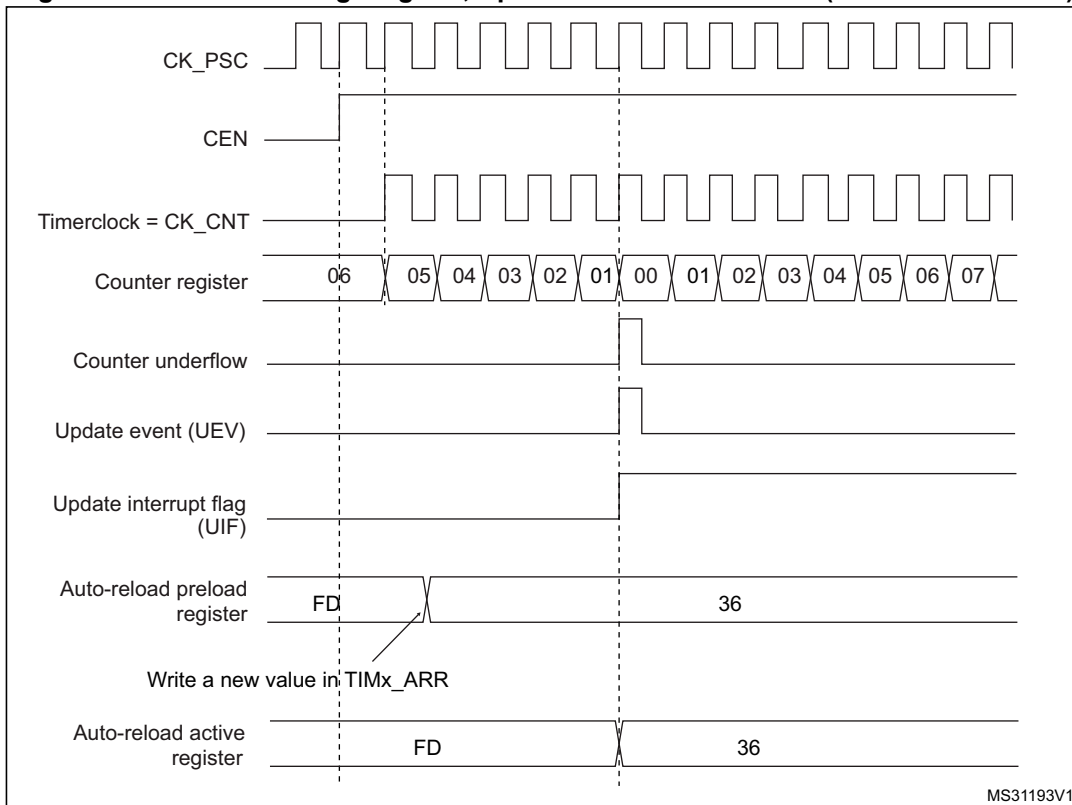 CK_PSC
CEN
Timerclock = CK_CNT
Counter register 06 05 04 03 02 01 00 01 02 03 04 05 06 07
Counter underflow
Update event (UEV)
Update interrupt flag
(UIF)
Auto-reload preload
register
FD 36
Write a new value in TIMx_ARR
Auto-reload active
register
FD 36
MS31193V1